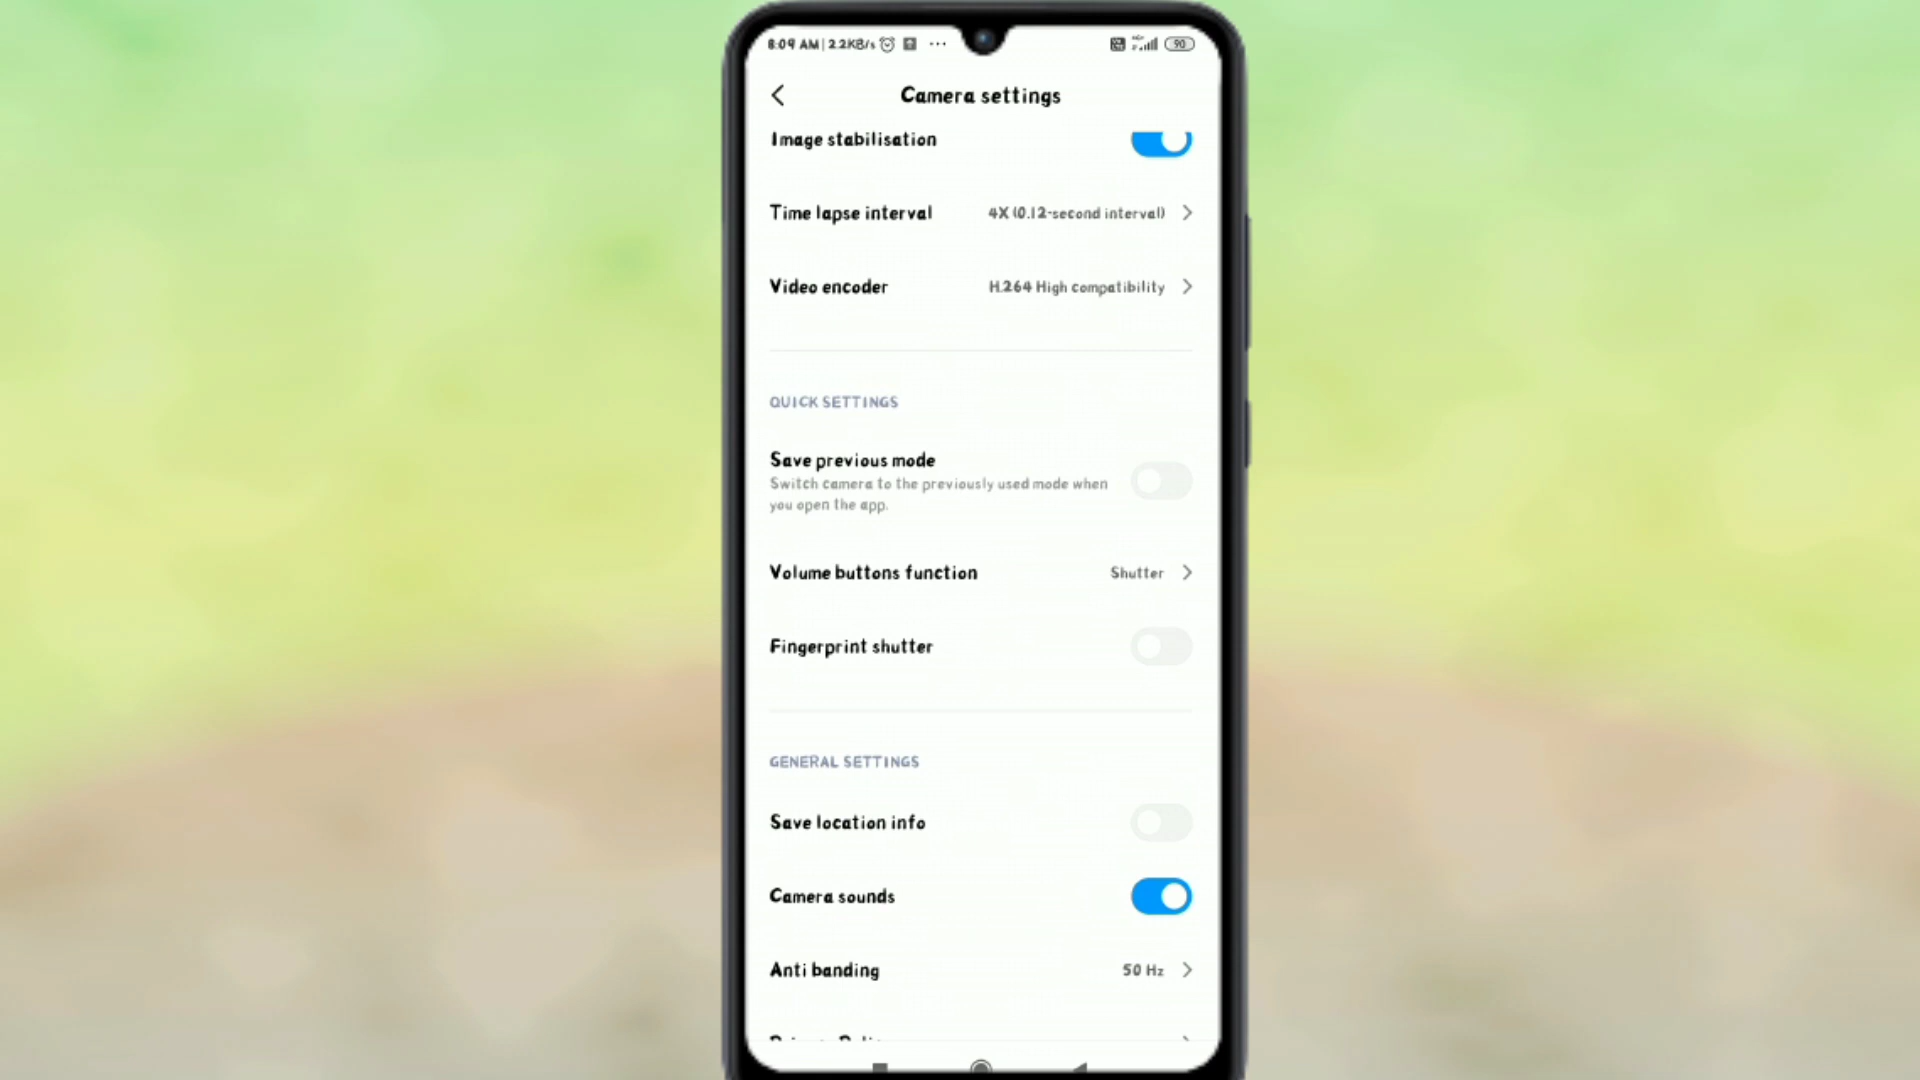 8:09 AM | 2.2KB/s ... 90
Camera settings
Image stabilisation
Time lapse interval 4X (0.12-second interval)
Video encoder H.264 High compatibility
QUICK SETTINGS
Save previous mode
Switch camera to the previously used mode when
you open the app.
Volume buttons function Shutter
Fingerprint shutter
GENERAL SETTINGS
Save location info
Camera sounds
Anti banding 50 Hz